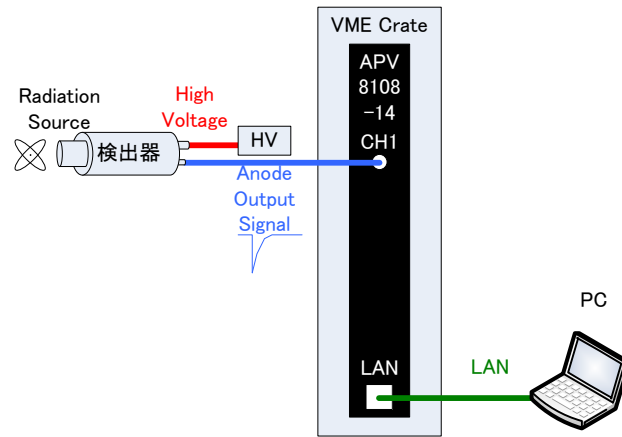 VME Crate
APV
8108
-14
CH1
Radiation
Source
High
Voltage
HV
検出器
Anode
Output
Signal
PC
LAN
LAN